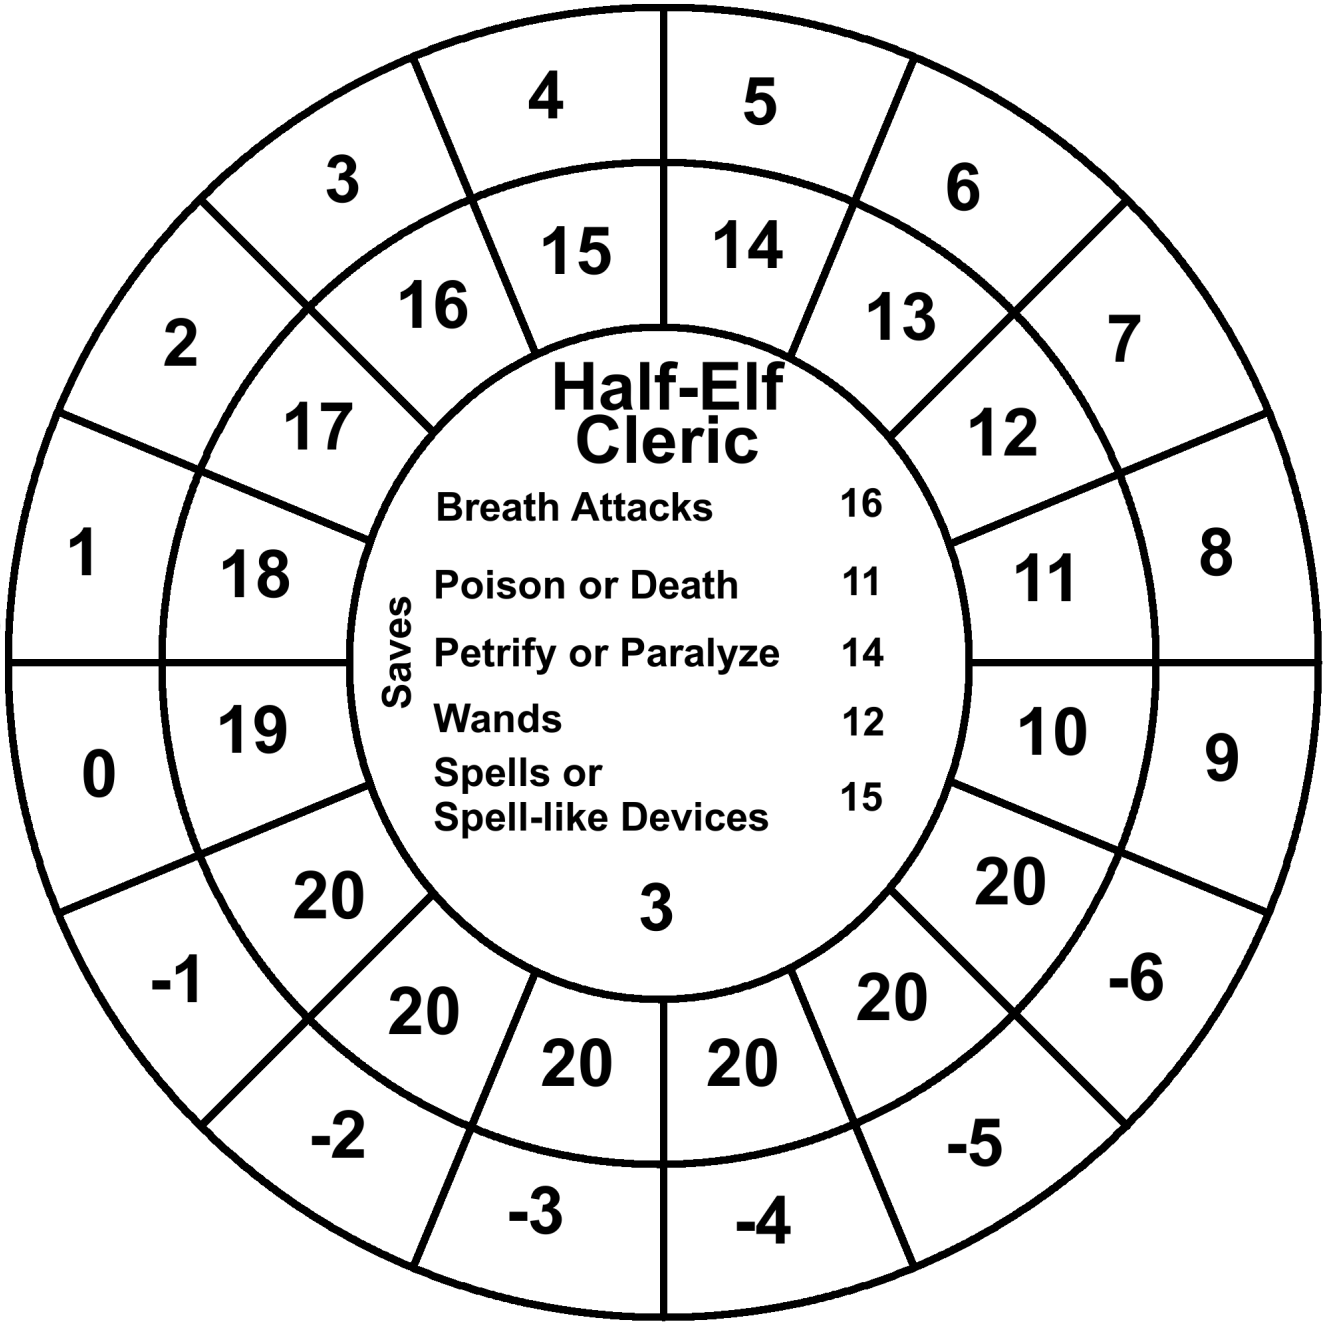 4 5
3 6
15 14
16 13
2 7
17 12
Half-Elf
Cleric
Breath Attacks 16
1 8
18 11
Poison or Death 11
Saves
Petrify or Paralyze 14
Wands 12
19 10
0 9
Spells or
Spell-like Devices 15
20 20
3
-1 -6
20 20
20 20
-2 -5
-3 -4